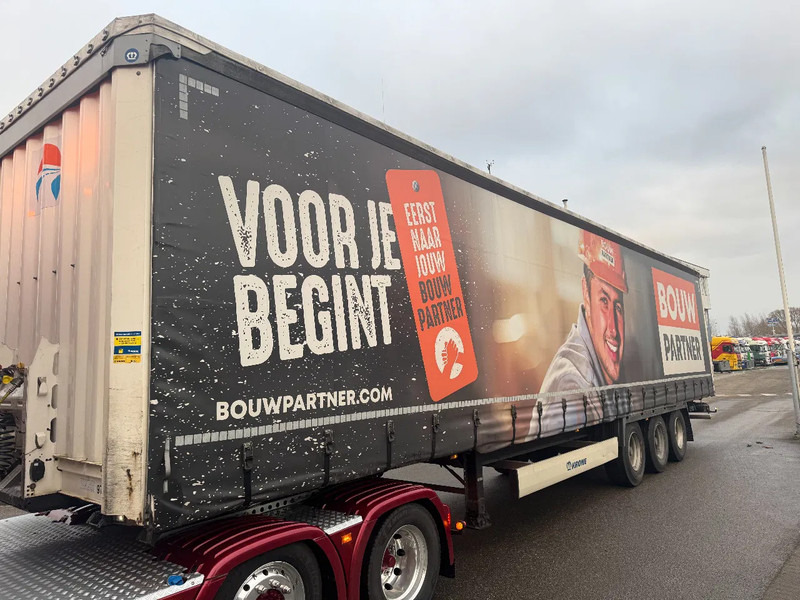 VOOR JE
BEGINT
EERST
NAAR
JOUW
BOUW
PARTNER
BOUWPARTNER.COM
BOUW
PARTNER
KRONE